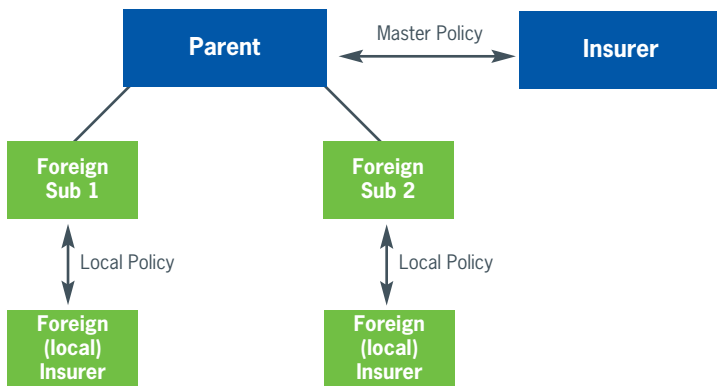 Parent
Master Policy
Insurer
Foreign
Sub 1
Foreign
Sub 2
Local Policy
Local Policy
Foreign
(local)
Insurer
Foreign
(local)
Insurer